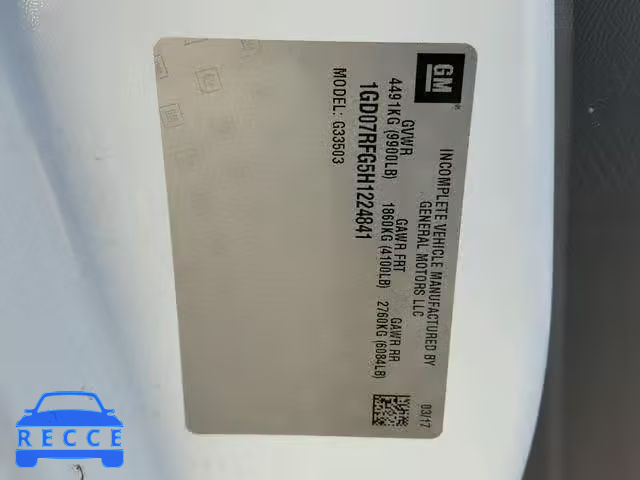 GM
®
INCOMPLETE VEHICLE MANUFACTURED BY
GENERAL MOTORS LLC
03/17
GVWR GAWR FRT GAWR RR
4491KG (9900LB) 1860KG (4100LB) 2760KG (6084LB)
1GD07RFG5H1224841
MODEL: G33503
RECCE